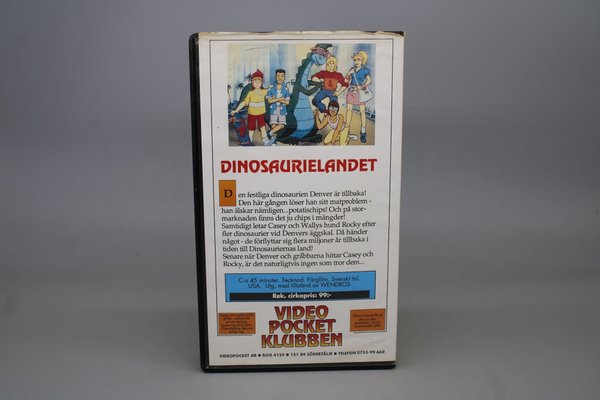 DINOSAURIELANDET
Den festliga dinosaurien Denver är tillbaka!
Den här gången löser han sitt matproblem -
han älskar nämligen...potatischips! Och på stor-
marknaden finns det ju chips i mängder!
Samtidigt letar Casey och Wallys hund Rocky efter
fler dinosaurier vid Denvers äggskal. Då händer
något - de förflyttar sig flera miljoner år tillbaka i
tiden till Dinosauriernas land!
Senare när Denver och grabbarna hittar Casey och
Rocky, är det naturligtvis ingen som tror dem...
C:a 45 minuter. Tecknad. Färgfilm. Svenskt tal.
USA. Utg. med tillstånd av WENDROS
Rek. cirkapris: 99:-
VIDEO
POCKET
KLUBBEN
VIDEOPOCKET AB ● BOX 4124 ● 151 04 SÖDERTÄLJE ● TELEFON 0755-99 660